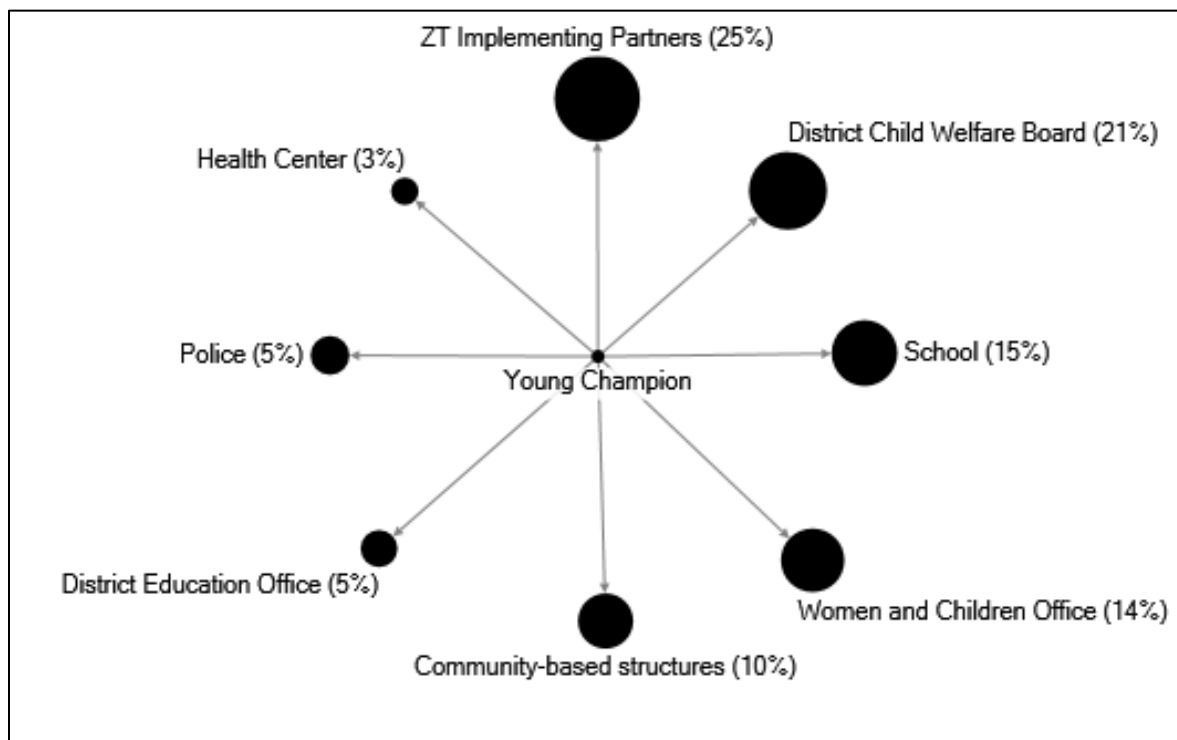 ZT Implementing Partners (25%)
District Child Welfare Board (21%)
Health Center (3%)
Police (5%)
School (15%)
Young Champion
District Education Office (5%)
Women and Children Office (14%)
Community-based structures (10%)